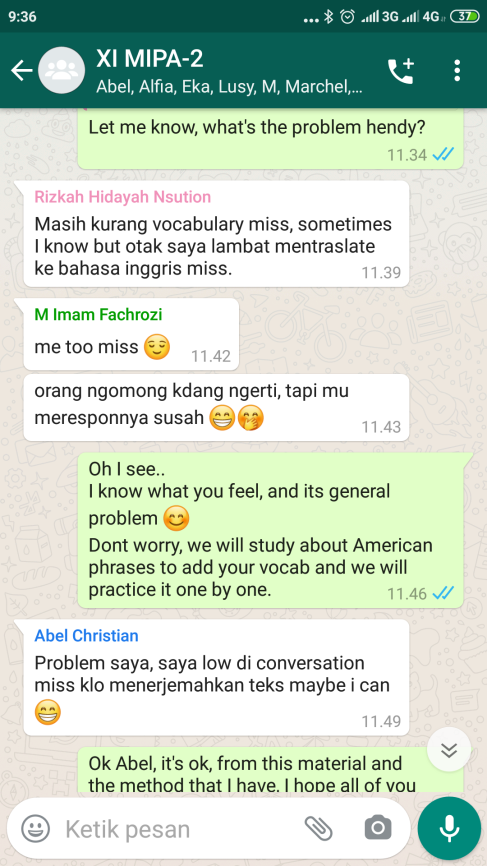 9:36
3G
4G
37
XI MIPA-2
Abel, Alfia, Eka, Lusy, M, Marchel,...
Let me know, what's the problem hendy?
11.34
Rizkah Hidayah Nsution
Masih kurang vocabulary miss, sometimes
I know but otak saya lambat mentraslate
ke bahasa inggris miss.
11.39
M Imam Fachrozi
me too miss 😌
11.42
orang ngomong kdang ngerti, tapi mu
meresponnya susah 😁🤭
11.43
Oh I see..
I know what you feel, and its general
problem 😊
Dont worry, we will study about American
phrases to add your vocab and we will
practice it one by one.
11.46
Abel Christian
Problem saya, saya low di conversation
miss klo menerjemahkan teks maybe i can
😁
11.49
Ok Abel, it's ok, from this material and
the method that I have, I hope all of you
Ketik pesan